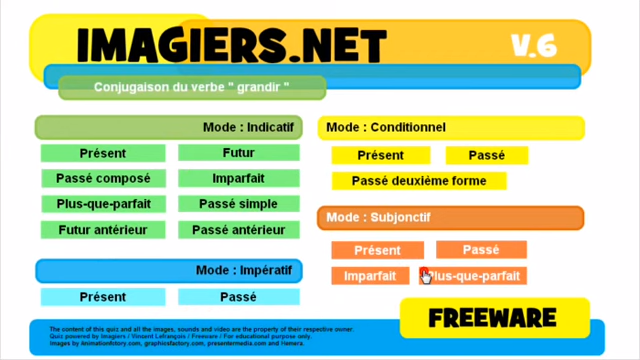 IMAGIERS.NET
V.6
Conjugaison du verbe " grandir "
Mode : Indicatif
Présent
Futur
Passé composé
Imparfait
Plus-que-parfait
Passé simple
Futur antérieur
Passé antérieur
Mode : Impératif
Présent
Passé
Mode : Conditionnel
Présent
Passé
Passé deuxiéme forme
Mode : Subjonctif
Présent
Passé
Imparfait
Plus-que-parfait
FREEWARE
The content of this quiz and all the images, sounds and video are the property of their respective owner.
Quiz powered by Imagiers / Vincent Lefrançois / Freeware / For educational purpose only.
Images by Animationfctory.com, graphicsfactory.com, presentermedia.com and Hemera.